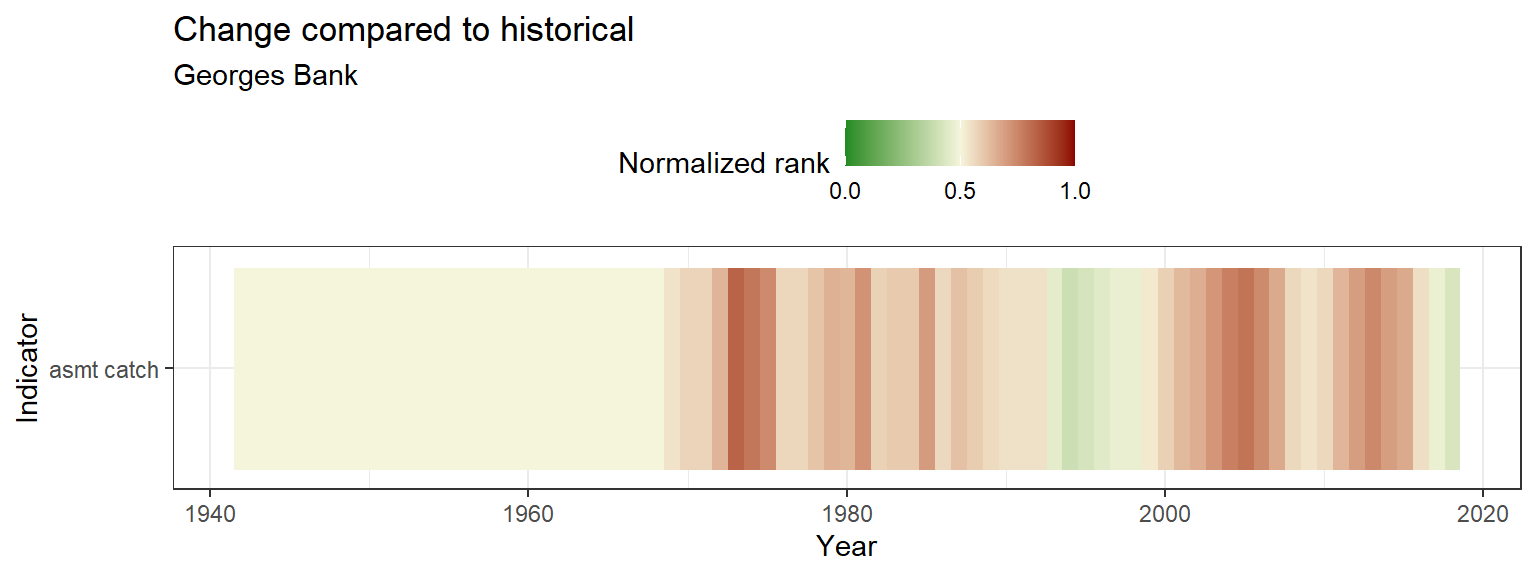 Change compared to historical
Georges Bank
Normalized rank
0.0 0.5 1.0
Indicator
asmt catch
1940 1960 1980 2000 2020
Year